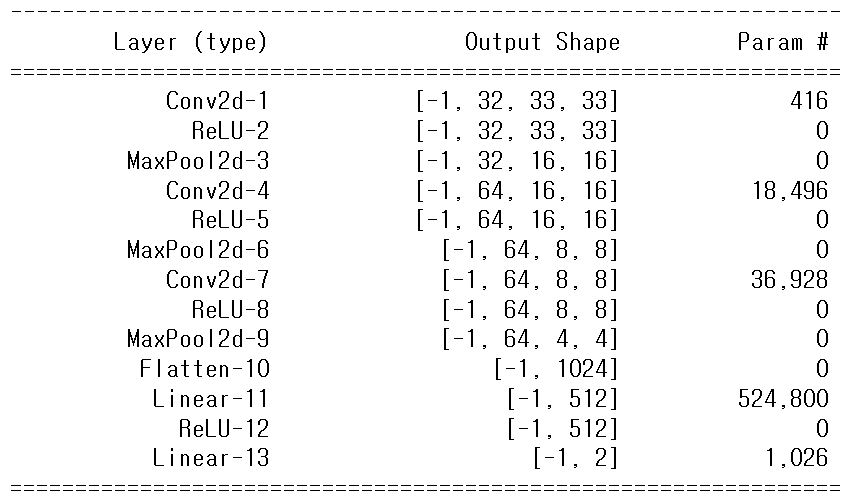 ----------------------------------------------------------------
Layer (type) Output Shape Param #
================================================================
Conv2d-1 [-1, 32, 33, 33] 416
ReLU-2 [-1, 32, 33, 33] 0
MaxPool2d-3 [-1, 32, 16, 16] 0
Conv2d-4 [-1, 64, 16, 16] 18,496
ReLU-5 [-1, 64, 16, 16] 0
MaxPool2d-6 [-1, 64, 8, 8] 0
Conv2d-7 [-1, 64, 8, 8] 36,928
ReLU-8 [-1, 64, 8, 8] 0
MaxPool2d-9 [-1, 64, 4, 4] 0
Flatten-10 [-1, 1024] 0
Linear-11 [-1, 512] 524,800
ReLU-12 [-1, 512] 0
Linear-13 [-1, 2] 1,026
================================================================